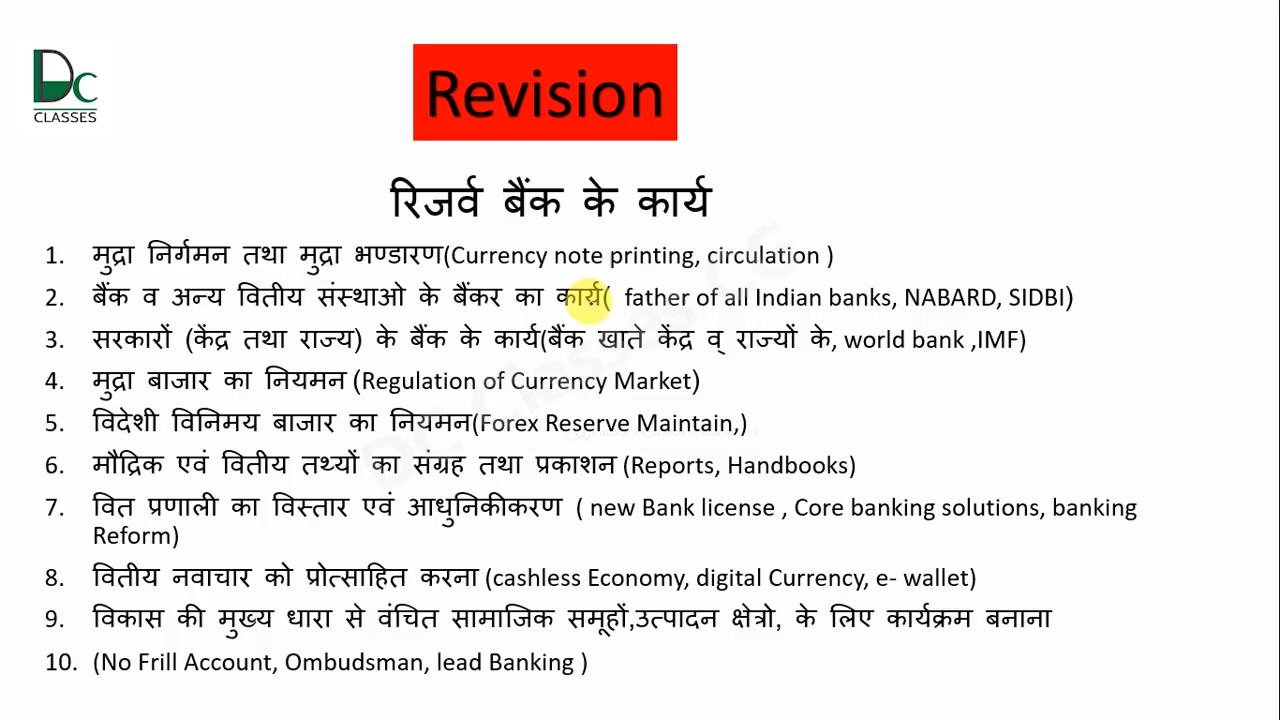 DC
CLASSES
Revision
रिजर्व बैंक के कार्य
1. मुद्रा निर्गमन तथा मुद्रा भण्डारण(Currency note printing, circulation )
2. बैंक व अन्य वितीय संस्थाओ के बैंकर का कार्य( father of all Indian banks, NABARD, SIDBI)
3. सरकारों (केंद्र तथा राज्य) के बैंक के कार्य(बैंक खाते केंद्र व् राज्यों के, world bank ,IMF)
4. मुद्रा बाजार का नियमन (Regulation of Currency Market)
5. विदेशी विनिमय बाजार का नियमन(Forex Reserve Maintain,)
6. मौद्रिक एवं वितीय तथ्यों का संग्रह तथा प्रकाशन (Reports, Handbooks)
7. वित प्रणाली का विस्तार एवं आधुनिकीकरण ( new Bank license , Core banking solutions, banking
Reform)
8. वितीय नवाचार को प्रोत्साहित करना (cashless Economy, digital Currency, e- wallet)
9. विकास की मुख्य धारा से वंचित सामाजिक समूहों,उत्पादन क्षेत्रो, के लिए कार्यक्रम बनाना
10. (No Frill Account, Ombudsman, lead Banking )
DC Classes CG